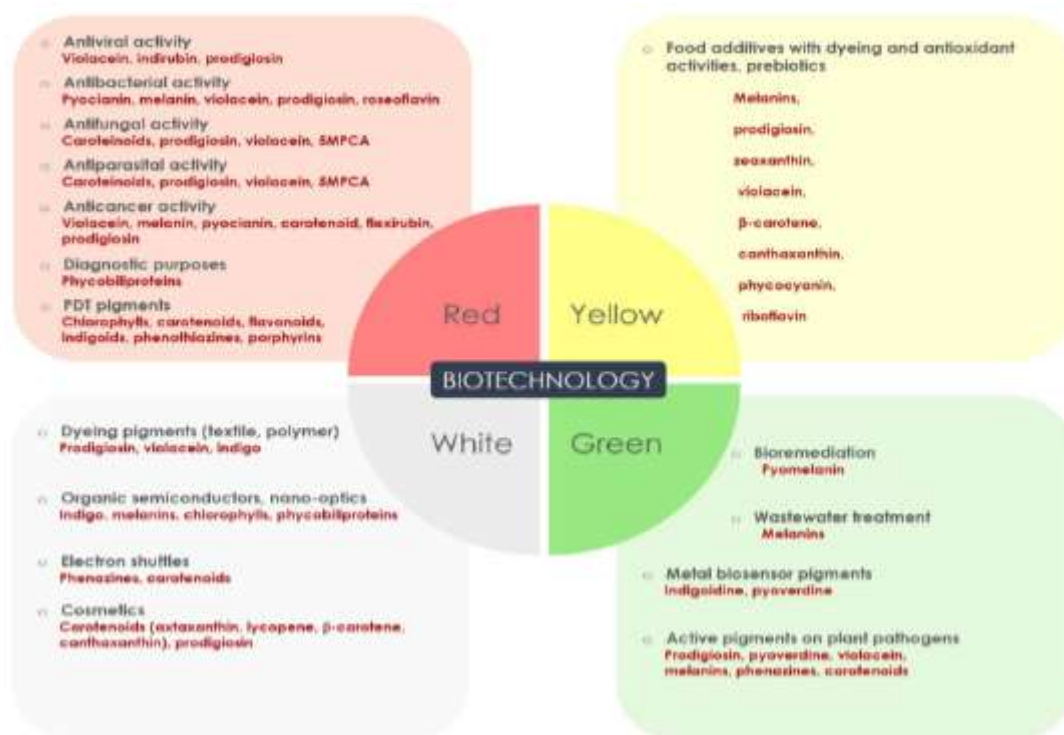 Antiviral activity
Violacein, indirubin, prodigiosin
Antibacterial activity
Pyocianin, melanin, violacein, prodigiosin, roseoflavin
Antifungal activity
Caroteinoids, prodigiosin, violacein, 5MPCA
Antiparasital activity
Caroteinoids, prodigiosin, violacein, 5MPCA
Anticancer activity
Violacein, melanin, pyocianin, carotenoid, flexirubin,
prodigiosin
Diagnostic purposes
Phycobiliproteins
PDT pigments
Chlorophylls, carotenoids, flavonoids,
indigoids, phenothiazines, porphyrins
Food additives with dyeing and antioxidant
activities, prebiotics
Melanins,
prodigiosin,
zeaxanthin,
violacein,
β-carotene,
canthaxanthin,
phycocyanin,
riboflavin
Red
Yellow
BIOTECHNOLOGY
White
Green
Dyeing pigments (textile, polymer)
Prodigiosin, violacein, indigo
Organic semiconductors, nano-optics
Indigo, melanins, chlorophylls, phycobiliproteins
Electron shuttles
Phenazines, carotenoids
Cosmetics
Carotenoids (astaxanthin, lycopene, β-carotene,
canthaxanthin), prodigiosin
Bioremediation
Pyomelanin
Wastewater treatment
Melanins
Metal biosensor pigments
Indigoidine, pyoverdine
Active pigments on plant pathogens
Prodigiosin, pyoverdine, violacein,
melanins, phenazines, carotenoids